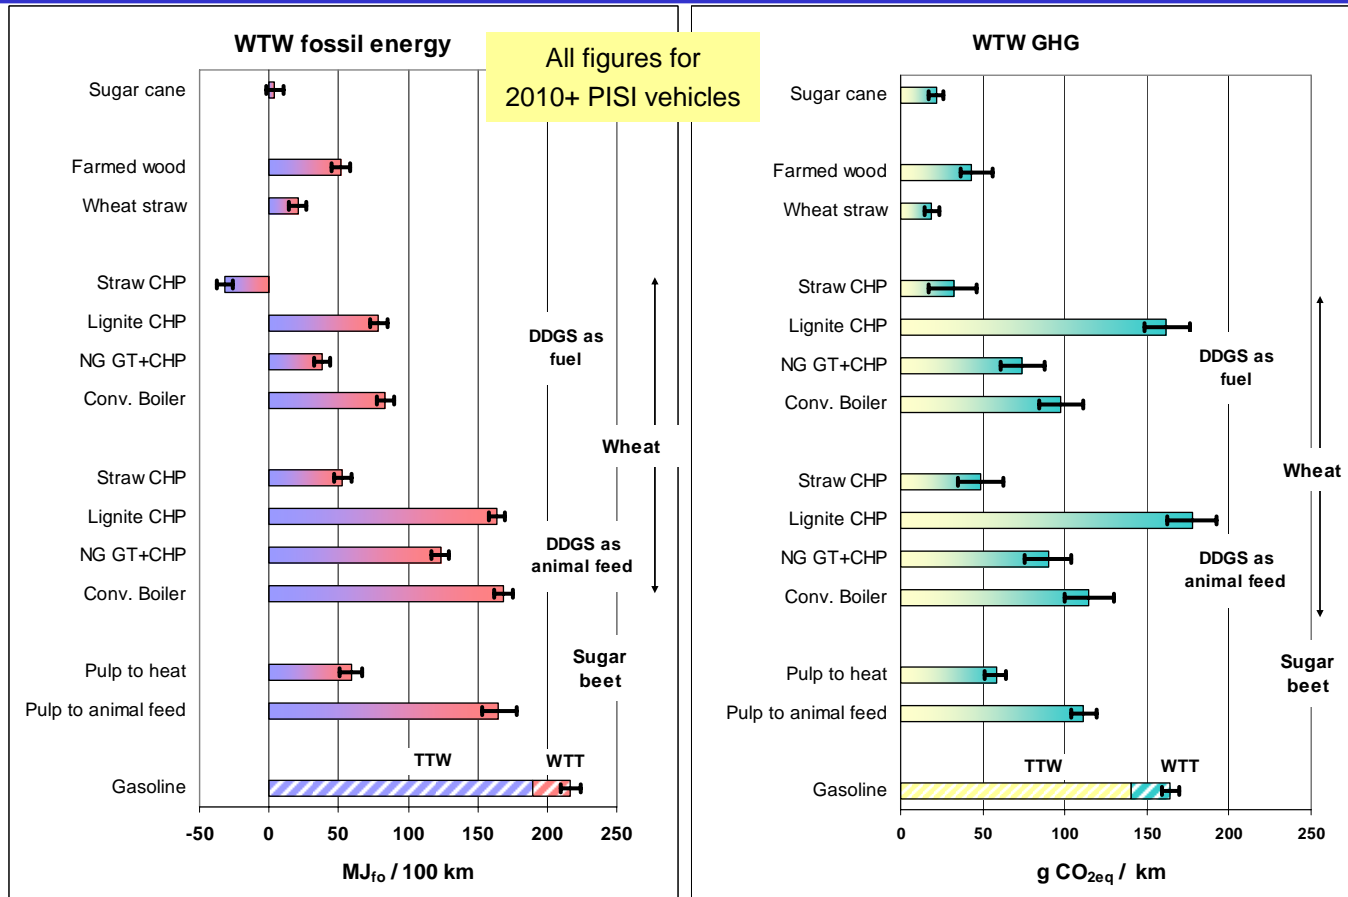 WTW fossil energy
All figures for
2010+ PISI vehicles
Sugar cane
Farmed wood
Wheat straw
Straw CHP
Lignite CHP
NG GT+CHP
Conv. Boiler
DDGS as
fuel
Wheat
Straw CHP
Lignite CHP
NG GT+CHP
Conv. Boiler
DDGS as
animal feed
Pulp to heat
Pulp to animal feed
Sugar
beet
TTW WTT
Gasoline
-50 0 50 100 150 200 250
MJfo / 100 km
WTW GHG
Sugar cane
Farmed wood
Wheat straw
Straw CHP
Lignite CHP
NG GT+CHP
Conv. Boiler
DDGS as
fuel
Wheat
Straw CHP
Lignite CHP
NG GT+CHP
Conv. Boiler
DDGS as
animal feed
Pulp to heat
Pulp to animal feed
Sugar
beet
TTW WTT
Gasoline
0 50 100 150 200 250
g CO2eq / km